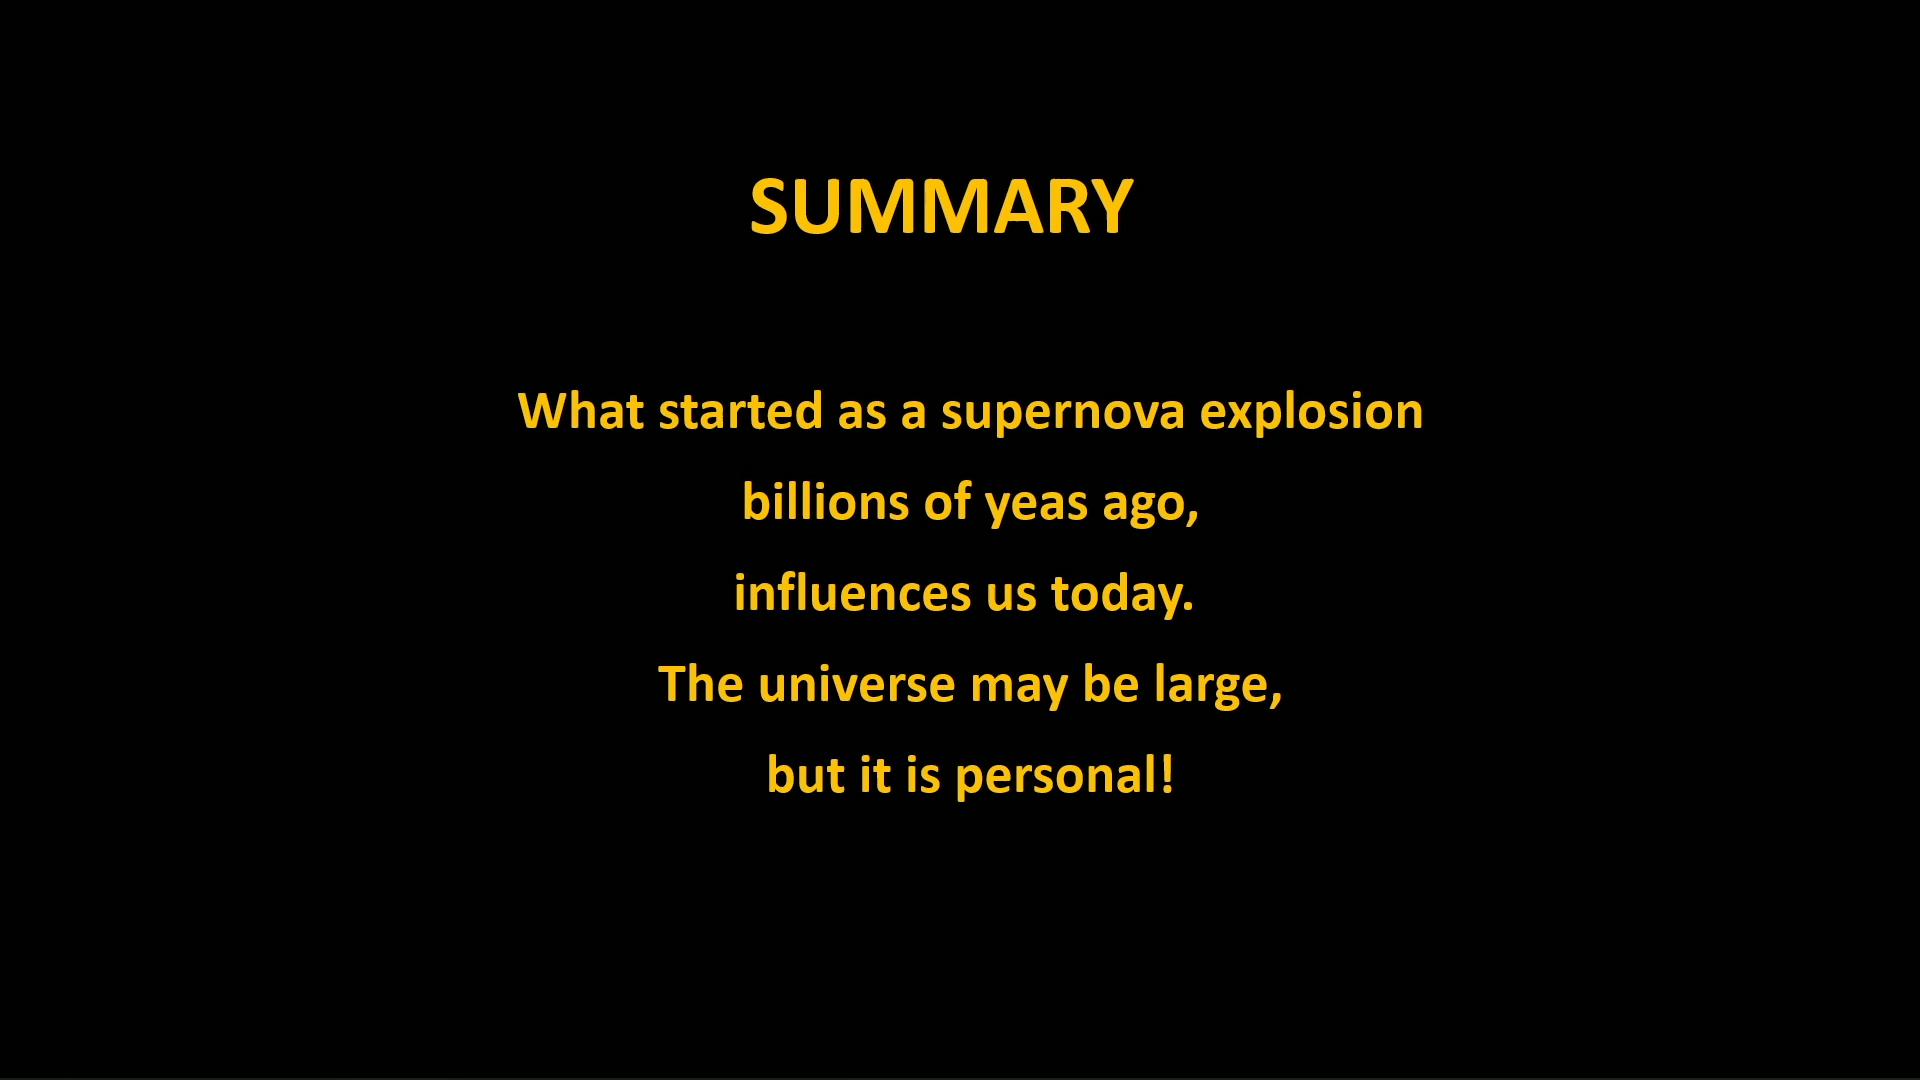 SUMMARY
What started as a supernova explosion
billions of yeas ago,
influences us today.
The universe may be large,
but it is personal!